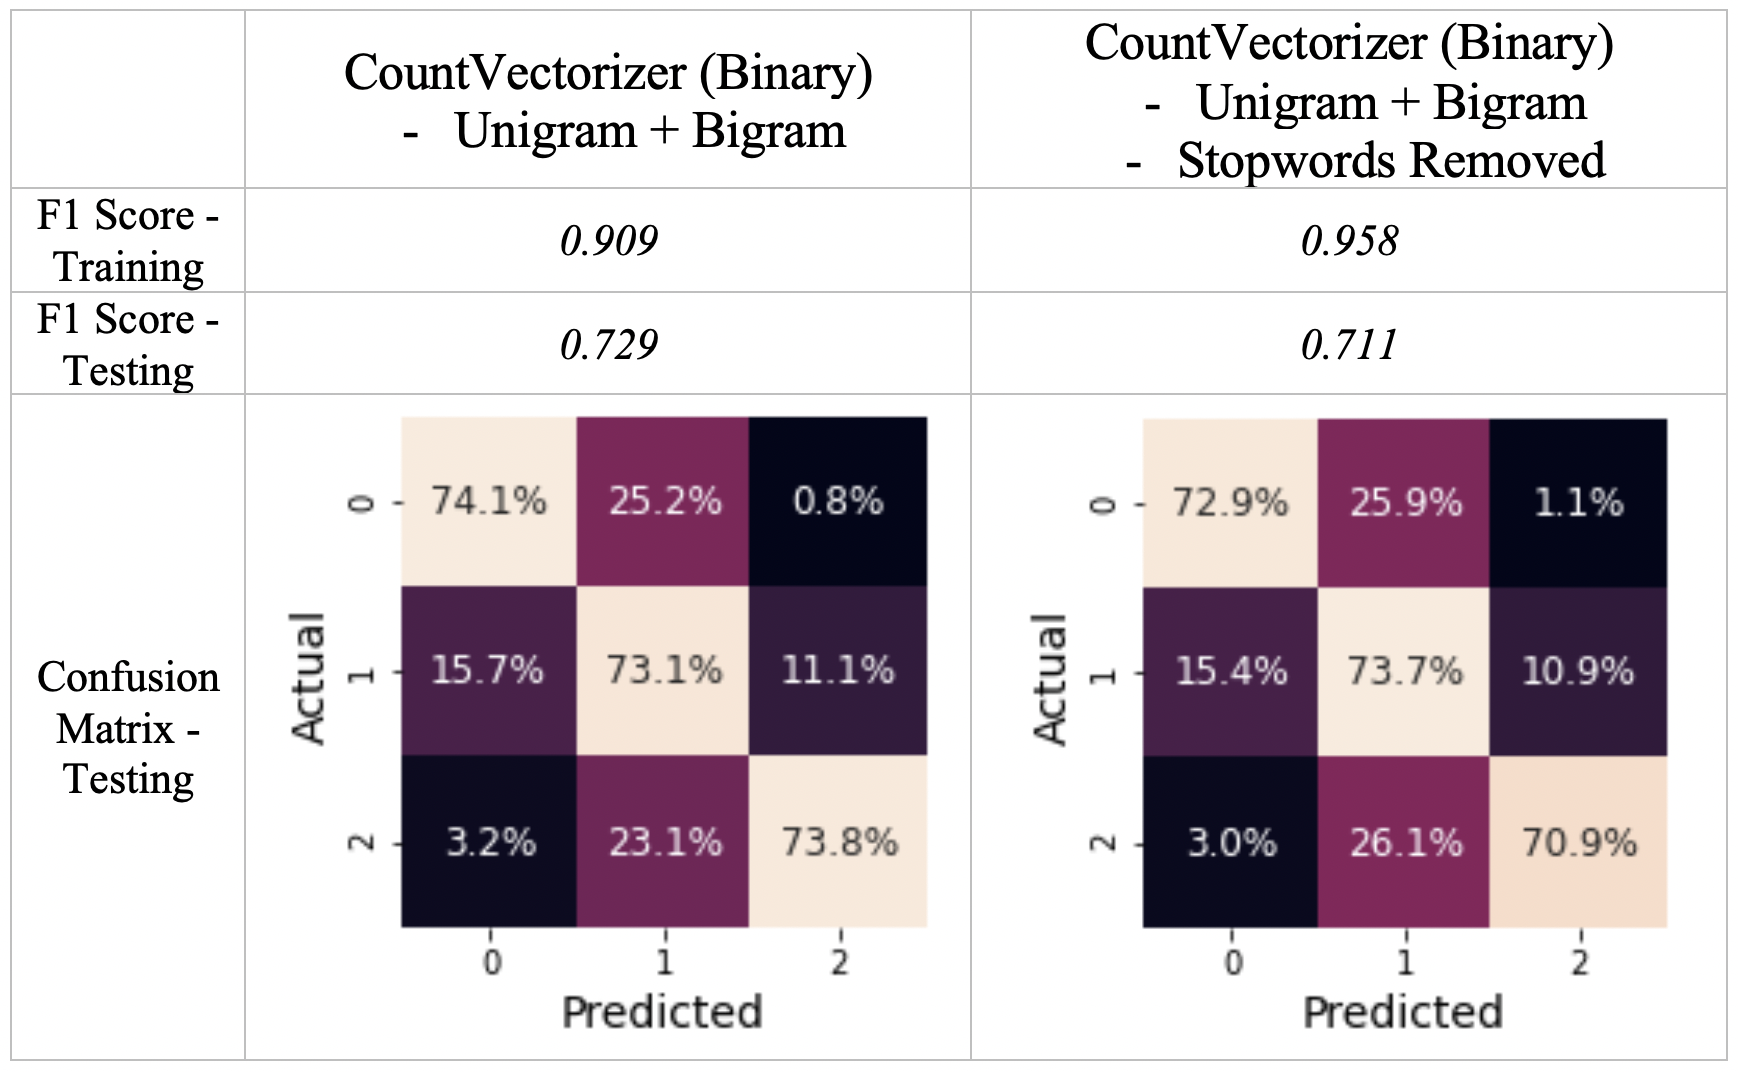 CountVectorizer (Binary)
- Unigram + Bigram
CountVectorizer (Binary)
- Unigram + Bigram
- Stopwords Removed
F1 Score -
Training
0.909
0.958
F1 Score -
Testing
0.729
0.711
Confusion
Matrix -
Testing
Actual
0
74.1% 25.2% 0.8%
1
15.7% 73.1% 11.1%
2
3.2% 23.1% 73.8%
0 1 2
Predicted
Actual
0
72.9% 25.9% 1.1%
1
15.4% 73.7% 10.9%
2
3.0% 26.1% 70.9%
0 1 2
Predicted